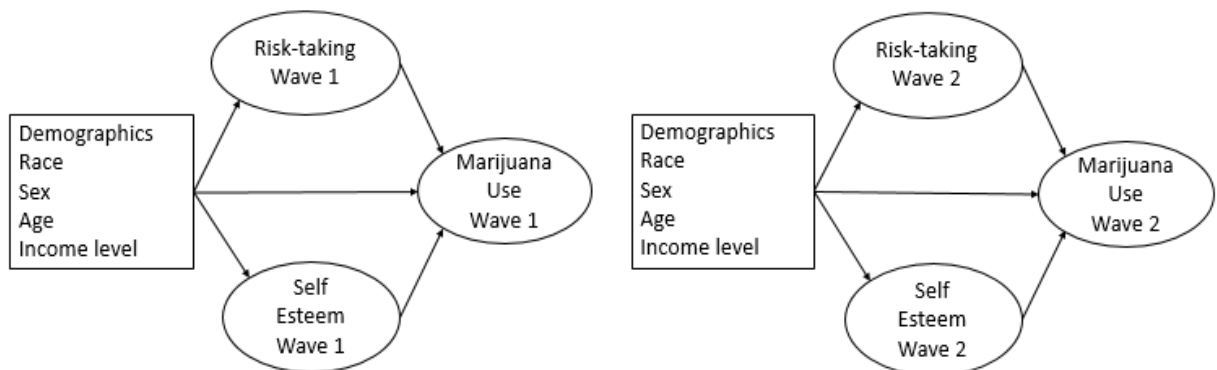 Risk-taking
Wave 1
Demographics
Race
Sex
Age
Income level
Marijuana
Use
Wave 1
Self
Esteem
Wave 1
Risk-taking
Wave 2
Demographics
Race
Sex
Age
Income level
Marijuana
Use
Wave 2
Self
Esteem
Wave 2